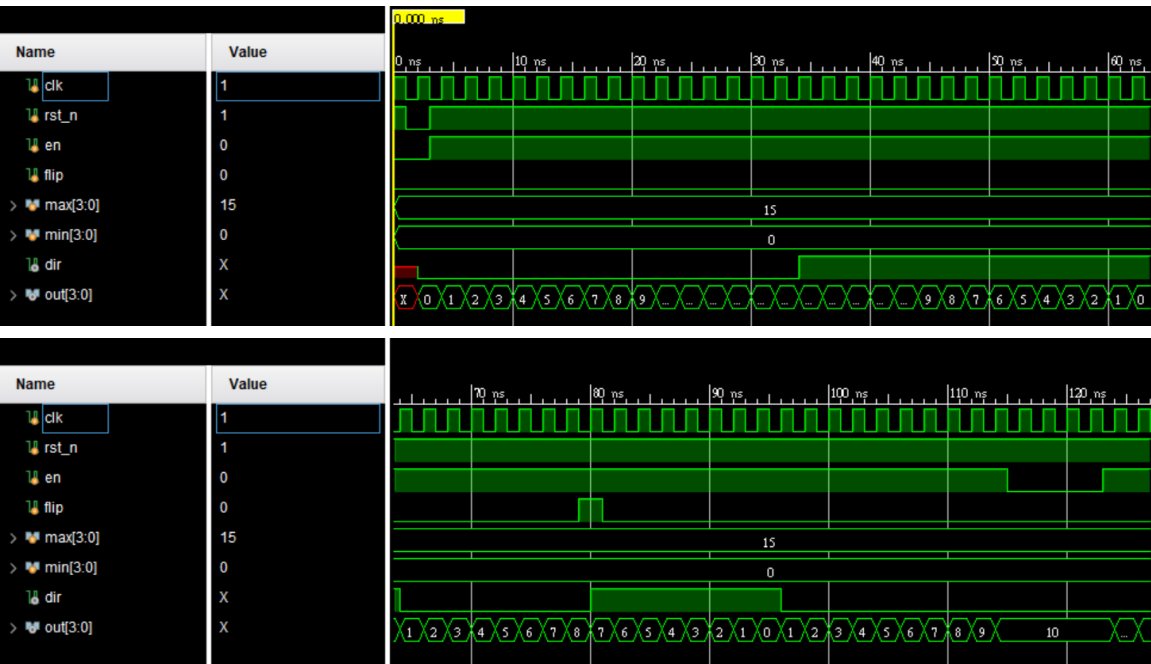 0.000 ns
Name Value 0 ns 10 ns 20 ns 30 ns 40 ns 50 ns 60 ns
clk 1
rst_n 1
en 0
flip 0
max[3:0] 15 15
min[3:0] 0 0
dir X
out[3:0] X X 0 1 2 3 4 5 6 7 8 9 ... ... ... ... ... ... ... ... ... ... ... 9 8 7 6 5 4 3 2 1 0
Name Value 70 ns 80 ns 90 ns 100 ns 110 ns 120 ns
clk 1
rst_n 1
en 0
flip 0
max[3:0] 15 15
min[3:0] 0 0
dir X
out[3:0] X 1 2 3 4 5 6 7 8 7 6 5 4 3 2 1 0 1 2 3 4 5 6 7 8 9 10 ...